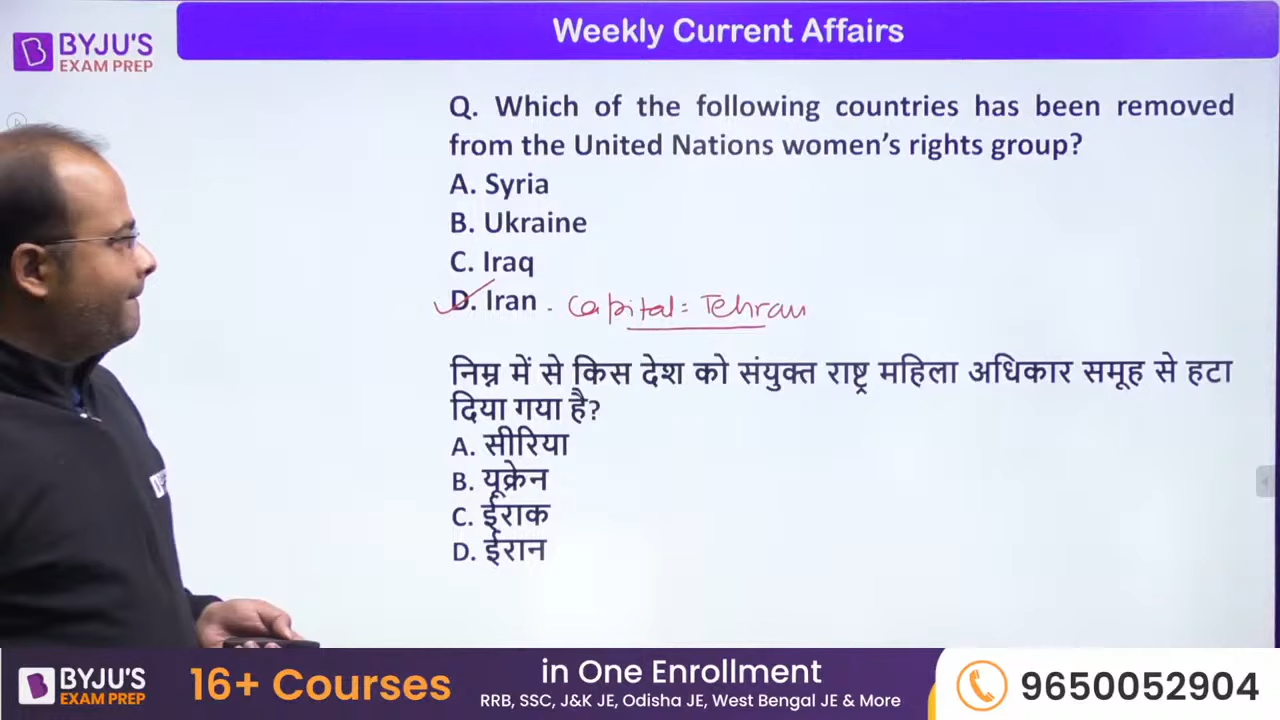 BYJU'S
EXAM PREP
Weekly Current Affairs
Q. Which of the following countries has been removed
from the United Nations women's rights group?
A. Syria
B. Ukraine
C. Iraq
D. Iran . Capital = Tehran
निम्न में से किस देश को संयुक्त राष्ट्र महिला अधिकार समूह से हटा
दिया गया है?
A. सीरिया
B. यूक्रेन
C. ईराक
D. ईरान
BYJU'S
EXAM PREP
16+ Courses
in One Enrollment
RRB, SSC, J&K JE, Odisha JE, West Bengal JE & More
9650052904